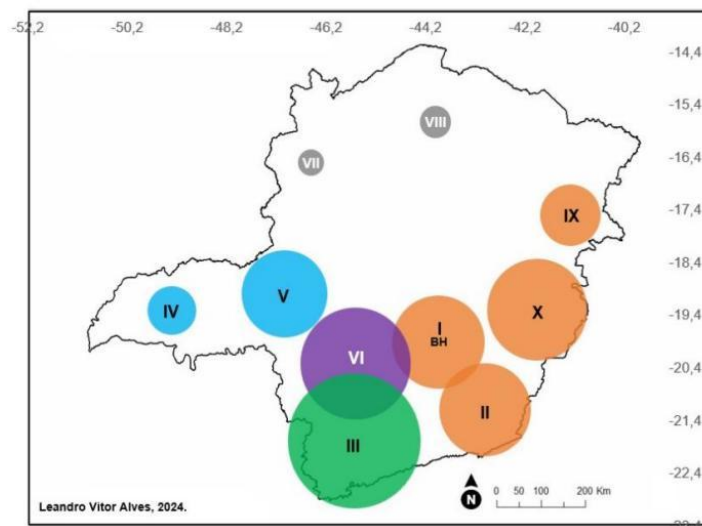 -52,2 -50,2 -48,2 -46,2 -44,2 -42,2 -40,2
-14,4
-15,4
VIII
-16,4
VII
-17,4
IX
-18,4
V
IV
-19,4
X
I
BH
VI
-20,4
II
-21,4
III
-22,4
N
0 50 100 200 Km
Leandro Vitor Alves, 2024.